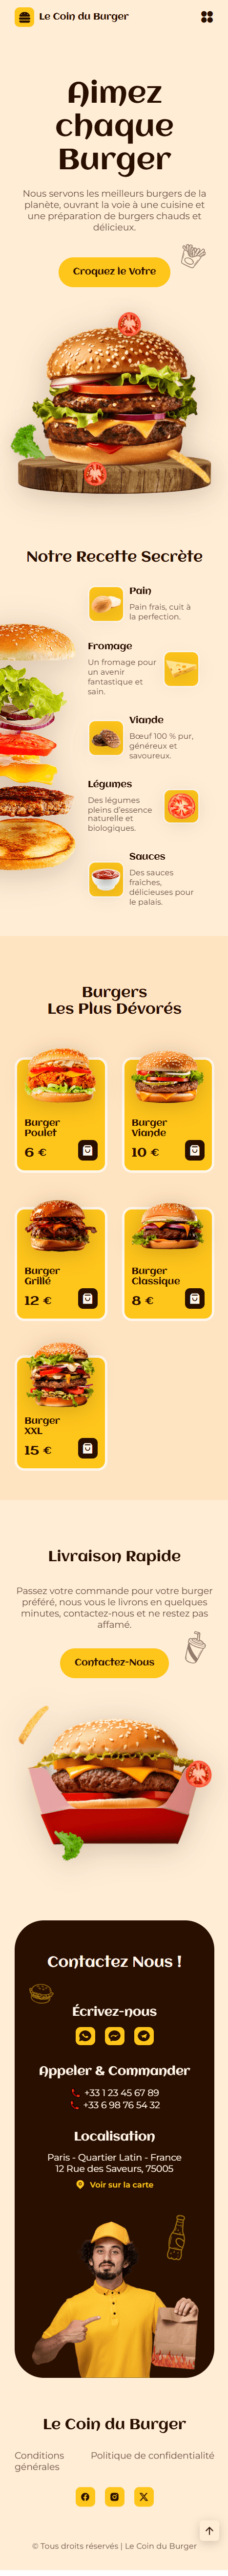 Le Coin du Burger
Aimez
chaque
Burger
Nous servons les meilleurs burgers de la
planète, ouvrant la voie à une cuisine et
une préparation de burgers chauds et
délicieux.
Croquez le Votre
Notre Recette Secrète
Pain
Pain frais, cuit à
la perfection.
Fromage
Un fromage pour
un avenir
fantastique et
sain.
Viande
Bœuf 100 % pur,
généreux et
savoureux.
Légumes
Des légumes
pleins d'essence
naturelle et
biologiques.
Sauces
Des sauces
fraîches,
délicieuses pour
le palais.
Burgers
Les Plus Dévorés
Burger
Poulet
6 €
Burger
Viande
10 €
Burger
Grillé
12 €
Burger
Classique
8 €
Burger
XXL
15 €
Livraison Rapide
Passez votre commande pour votre burger
préféré, nous vous le livrons en quelques
minutes, contactez-nous et ne restez pas
affamé.
Contactez-Nous
Contactez Nous !
Écrivez-nous
Appeler & Commander
+33 1 23 45 67 89
+33 6 98 76 54 32
Localisation
Paris - Quartier Latin - France
12 Rue des Saveurs, 75005
Voir sur la carte
Le Coin du Burger
Conditions
générales
Politique de confidentialité
© Tous droits réservés | Le Coin du Burger